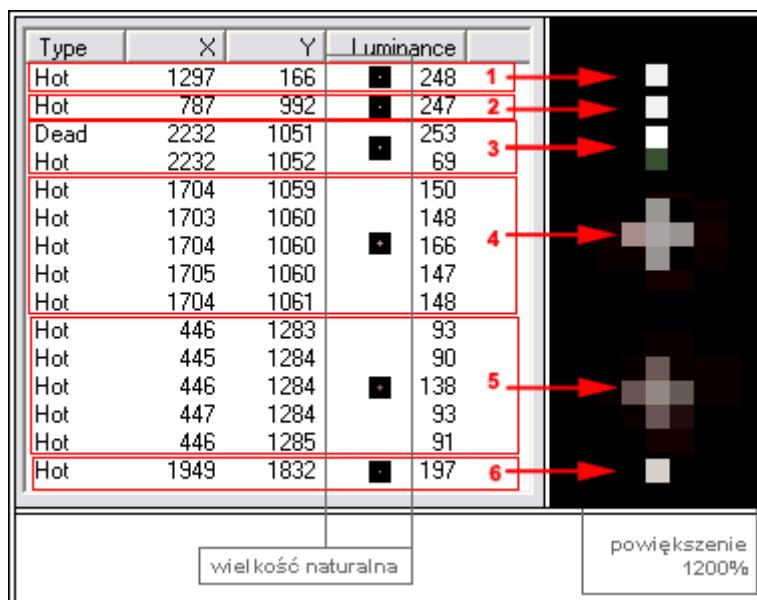 Type X Y Luminance
Hot 1297 166 248 1
Hot 787 992 247 2
Dead 2232 1051 253
Hot 2232 1052 69
3
Hot 1704 1059 150
Hot 1703 1060 148
Hot 1704 1060 166 4
Hot 1705 1060 147
Hot 1704 1061 148
Hot 446 1283 93
Hot 445 1284 90
Hot 446 1284 138 5
Hot 447 1284 93
Hot 446 1285 91
Hot 1949 1832 197 6
wielkość naturalna
powiększenie
1200%